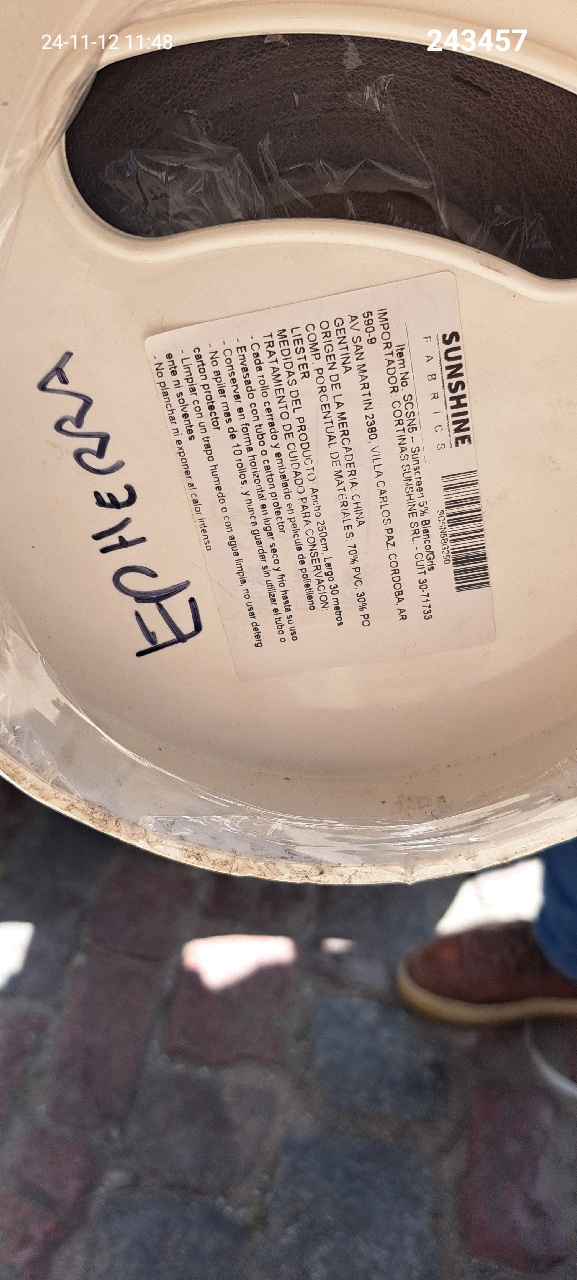 24-11-12 11:48
243457
SUNSHINE
FABRICS
Item No. SCSNE – Sunscreen 5% Blanco/Gris
IMPORTADOR: CORTINAS SUNSHINE SRL - CUIT 30-71733
590-9
AV SAN MARTIN 2390, VILLA CARLOS PAZ, CORDOBA, AR
GENTINA
ORIGEN DE LA MERCADERIA: CHINA
COMP. PORCENTUAL DE MATERIALES: 70% PVC, 30% PO
LIESTER
MEDIDAS DEL PRODUCTO: Ancho 250cm, Largo 30 metros
TRATAMIENTO DE CUIDADO PARA CONSERVACION:
- Cada rollo cerrado y embalado en pelicula de polietileno
- Envasado con tubo o carton protector
- Conservar en forma horizontal en lugar seco y frio hasta su uso
- No apilar mas de 10 rollos y nunca guardar sin utilizar el tubo o
carton protector
- Limpiar con un trapo humedo o con agua limpia, no usar deterg
ente ni solventes
- No planchar ni exponer al calor intenso
EPHERRA